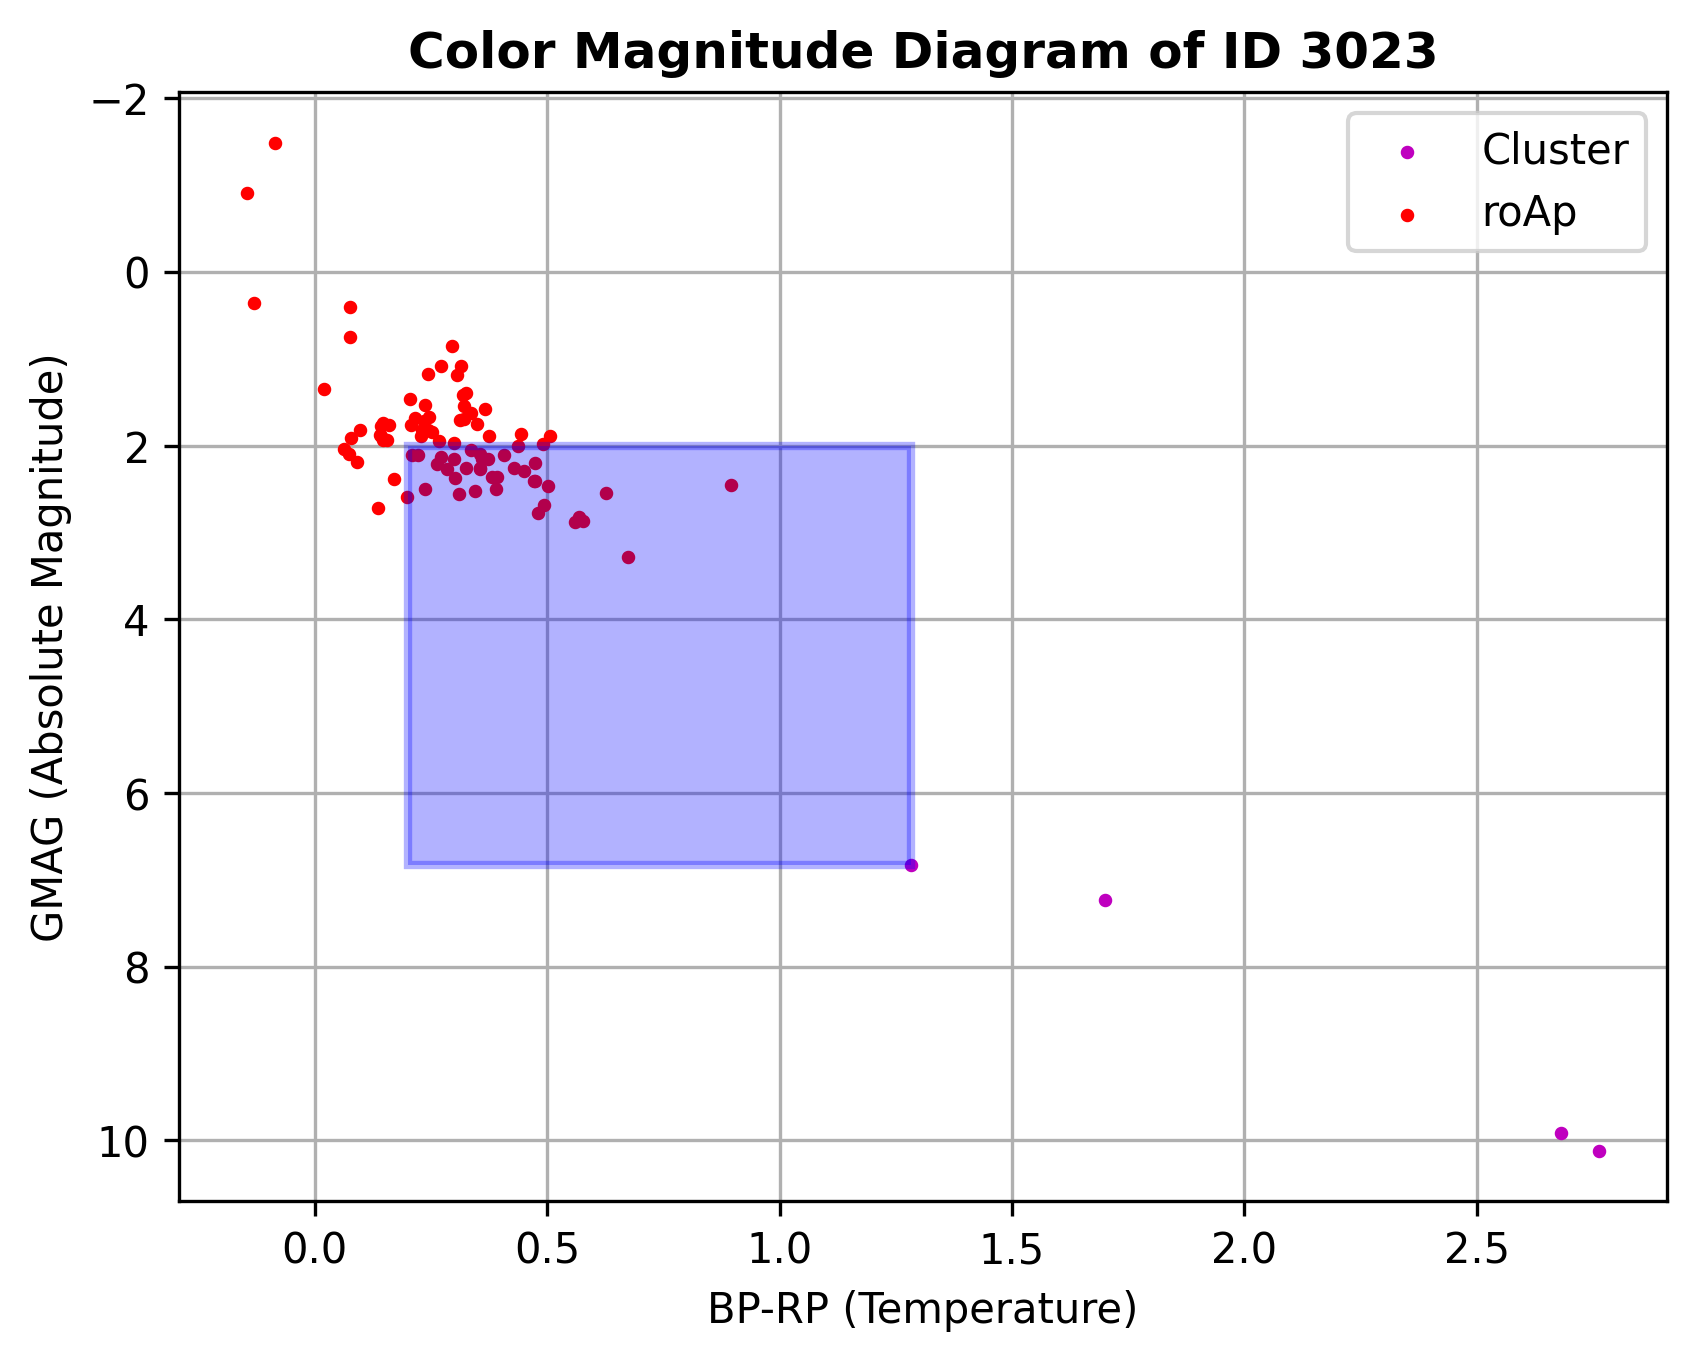 Color Magnitude Diagram of ID 3023
Cluster
roAp
GMAG (Absolute Magnitude)
−2
0
2
4
6
8
10
0.0 0.5 1.0 1.5 2.0 2.5
BP-RP (Temperature)